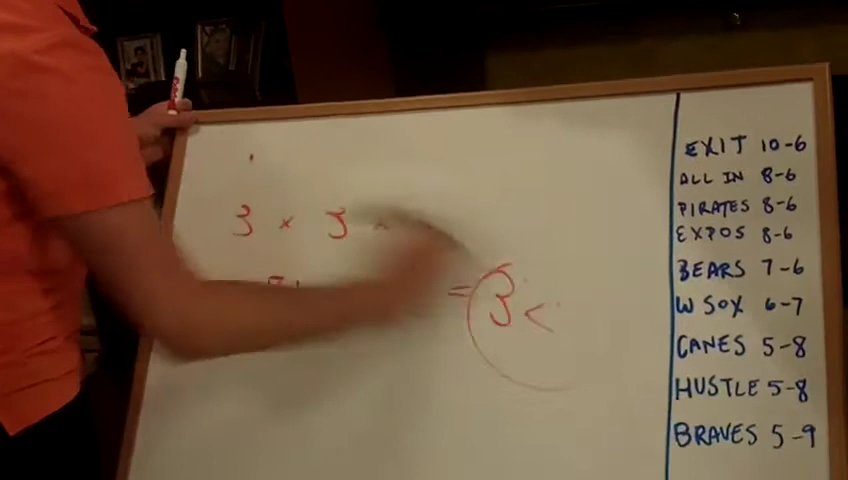 3 × 3
= 3 <
EXIT 10-6
ALL IN 8-6
PIRATES 8-6
EXPOS 8-6
BEARS 7-6
W SOX 6-7
CANES 5-8
HUSTLE 5-8
BRAVES 5-9